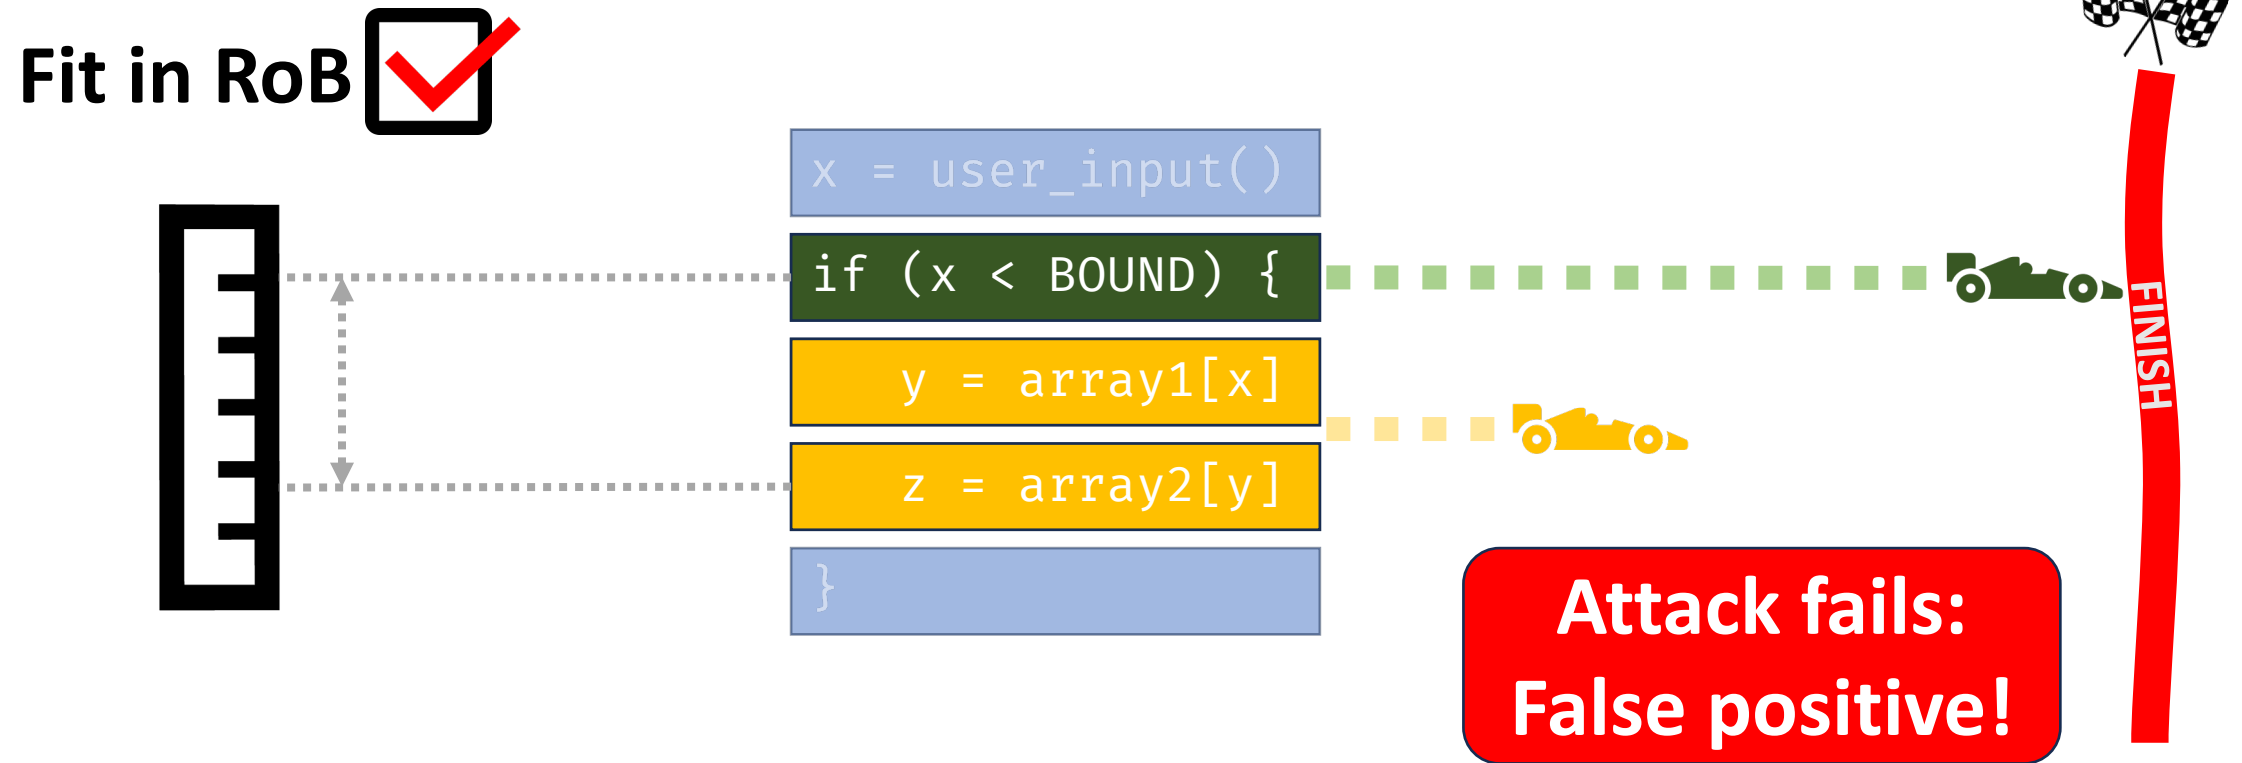 Fit in RoB
x = user_input()
if (x < BOUND) {
y = array1[x]
z = array2[y]
}
FINISH
Attack fails:
False positive!